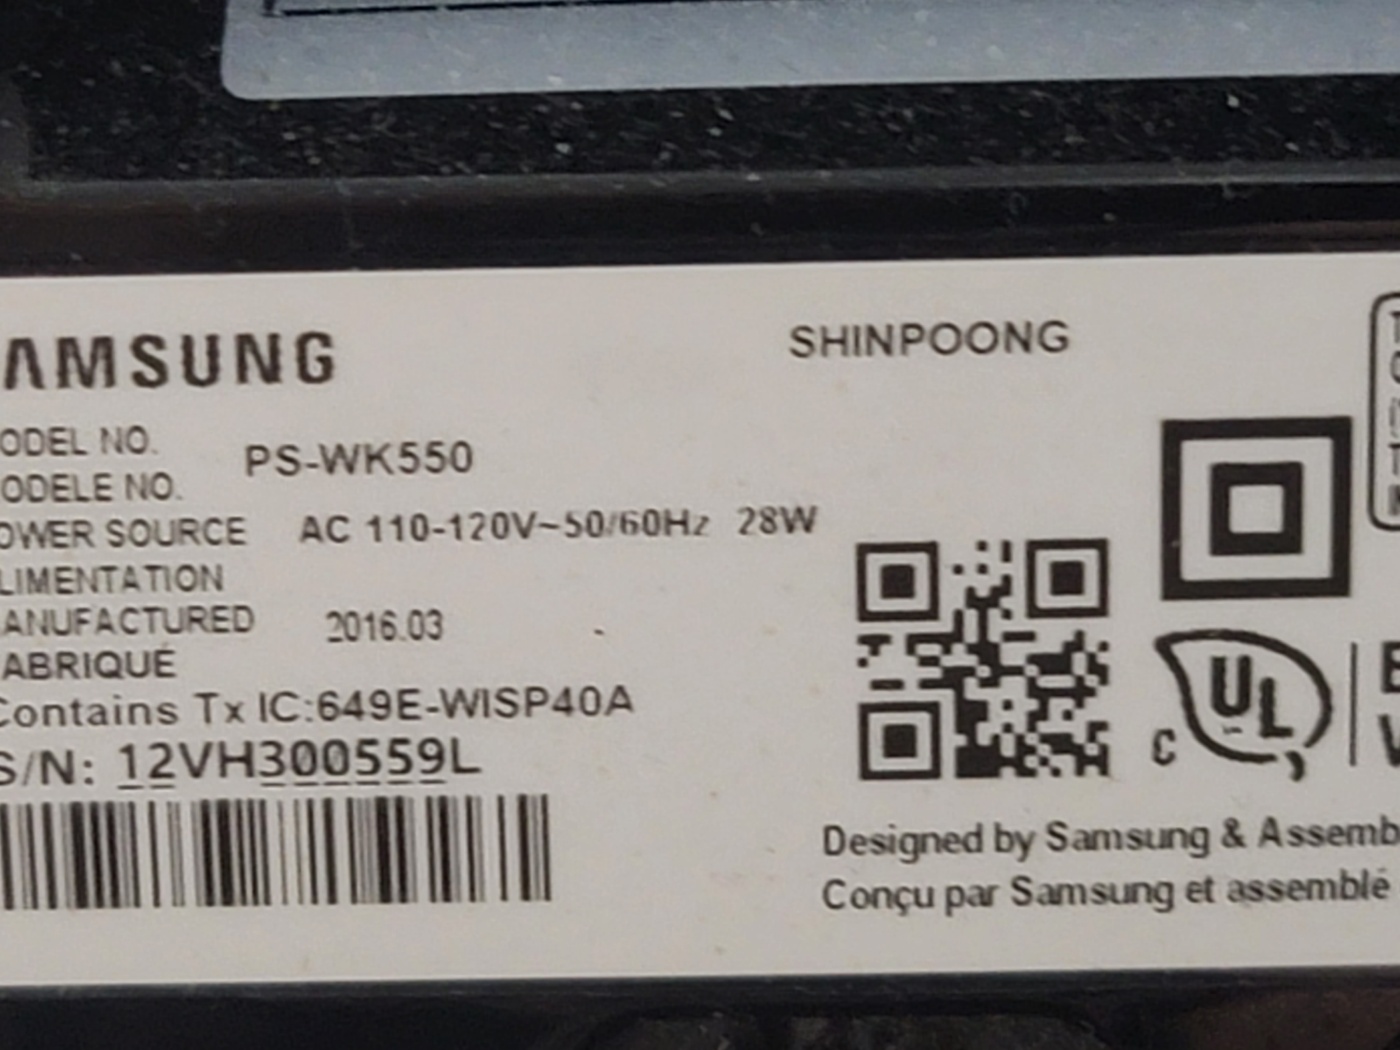 AMSUNG
SHINPOONG
ODEL NO.
PS-WK550
ODELE NO.
OWER SOURCE AC 110-120V~50/60Hz 28W
LIMENTATION
ANUFACTURED 2016.03
ABRIQUÉ
Contains Tx IC:649E-WISP40A
S/N: 12VH300559L
C UL
Designed by Samsung & Assemb
Conçu par Samsung et assemblé